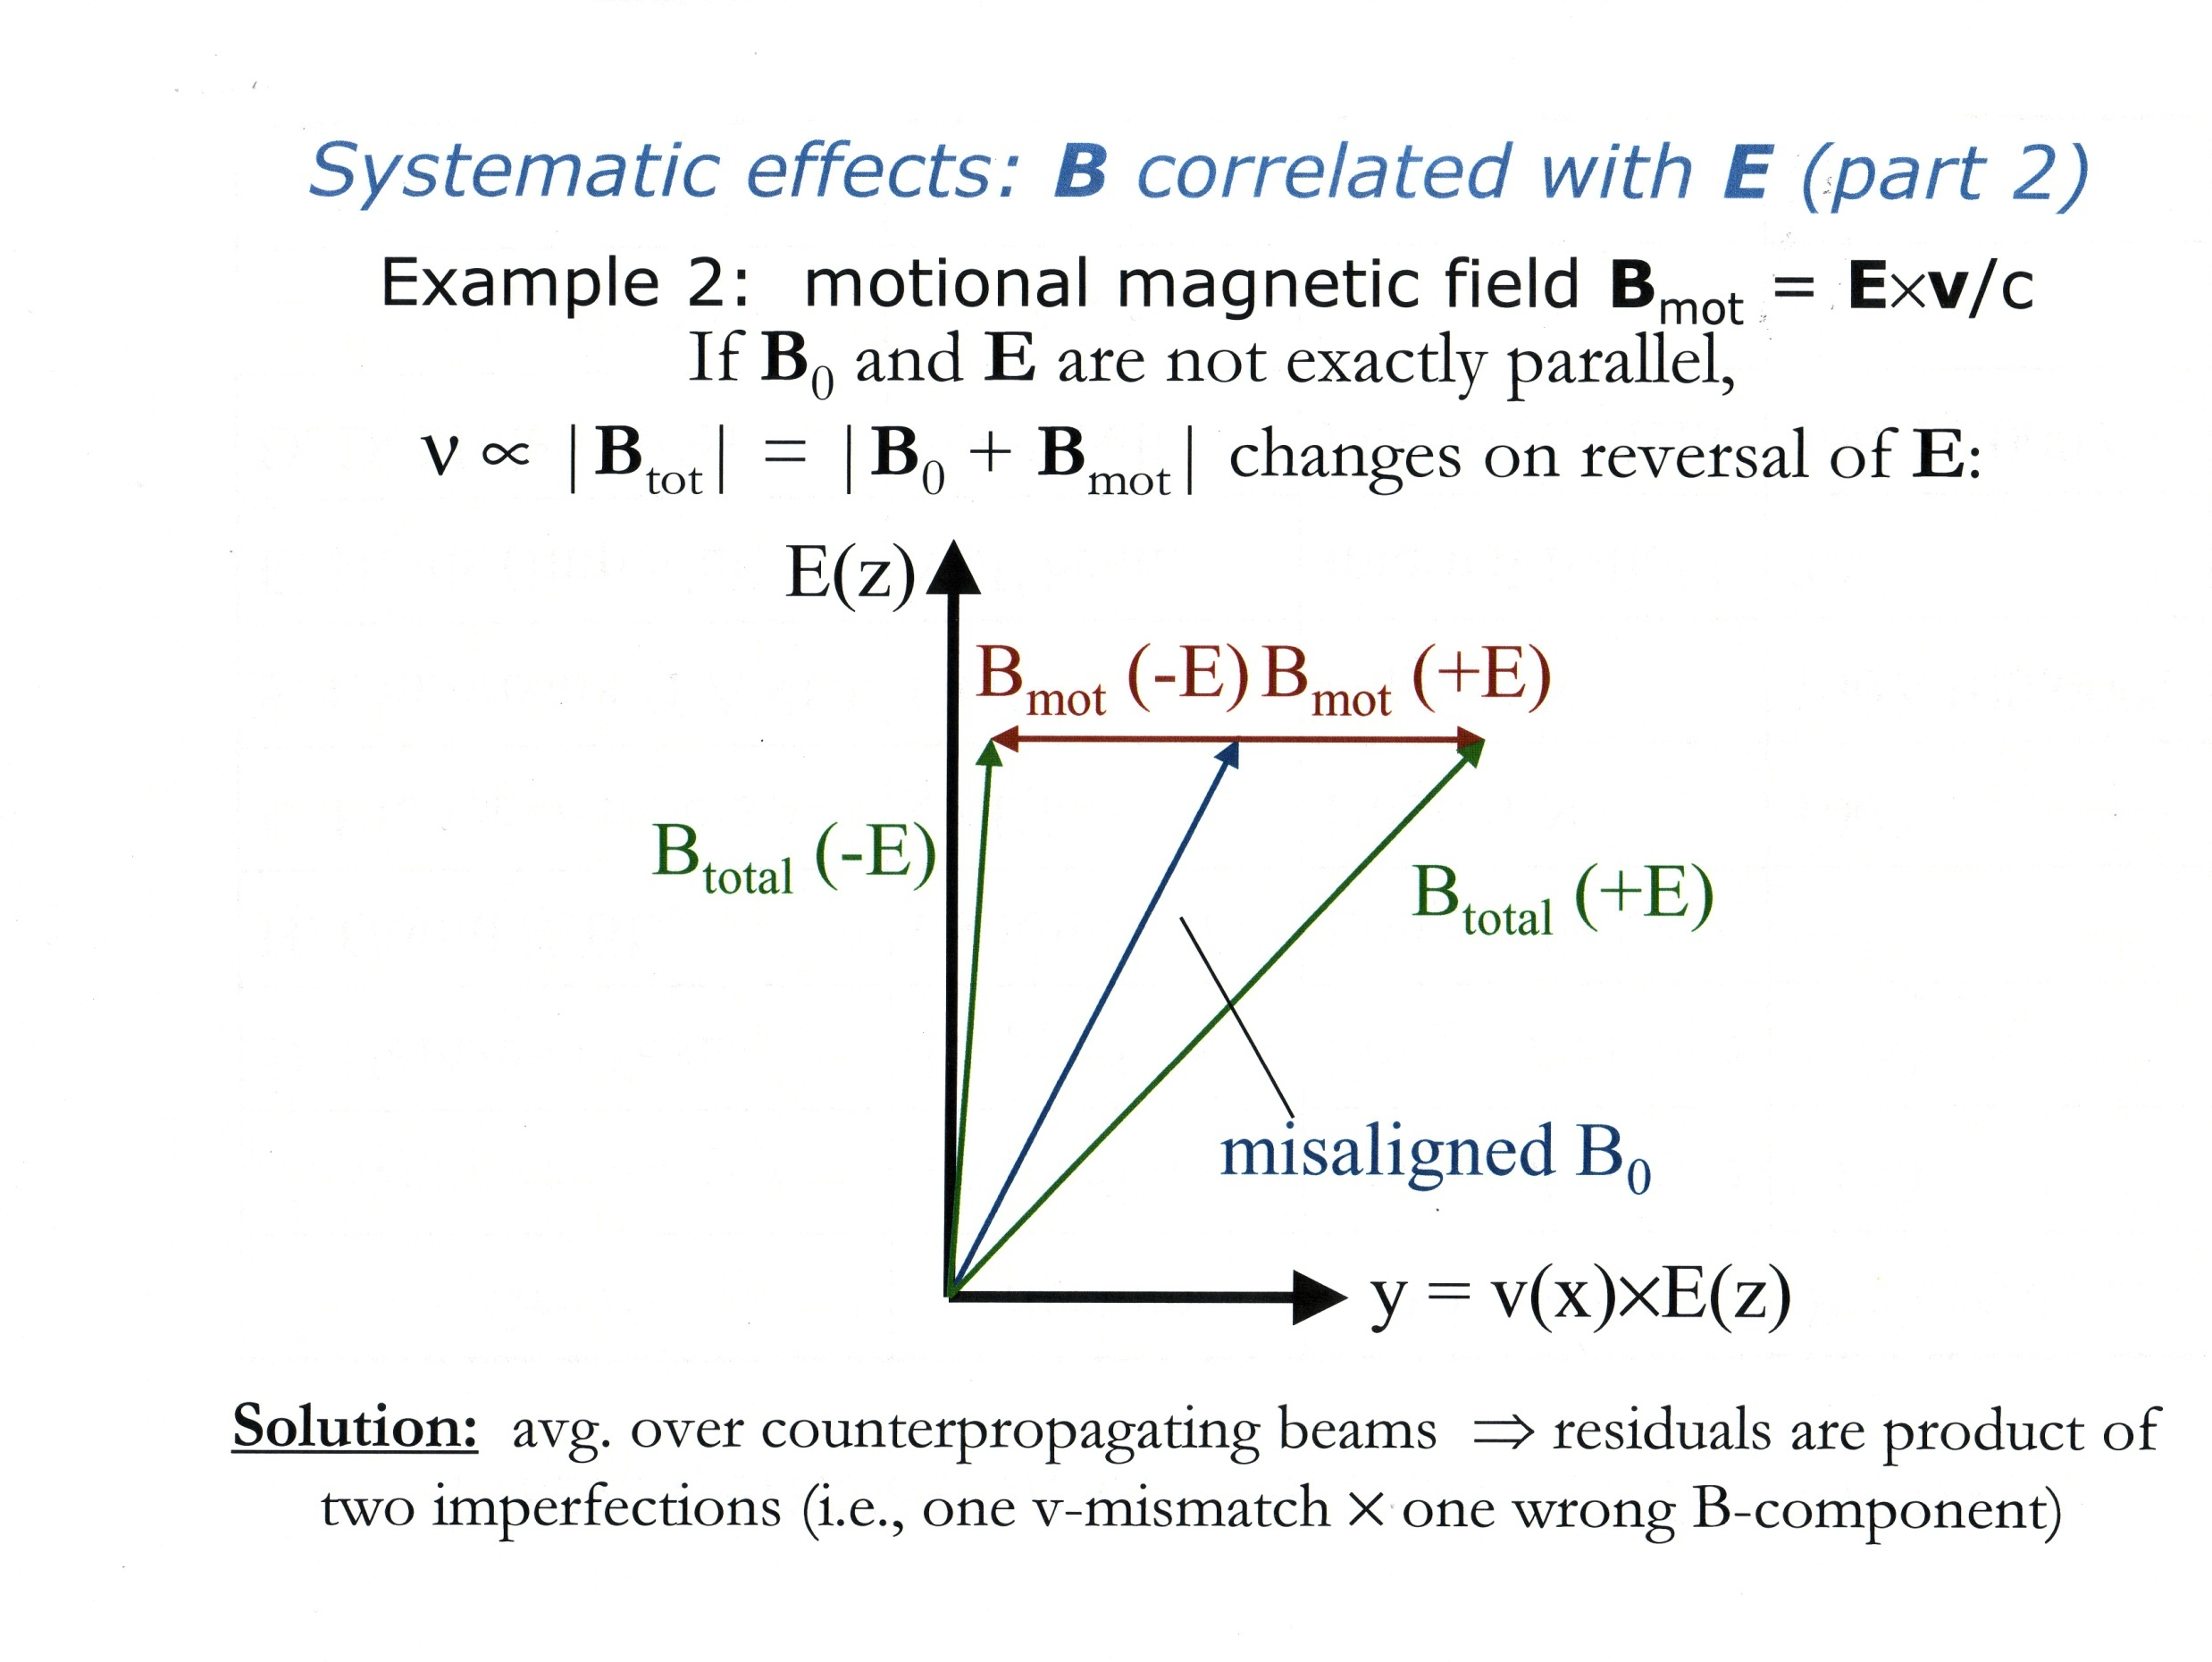 Systematic effects: B correlated with E (part 2)
Example 2: motional magnetic field Bmot = E×v/c
If B0 and E are not exactly parallel,
ν ∝ |Btot| = |B0 + Bmot| changes on reversal of E:
E(z)
Bmot (-E) Bmot (+E)
Btotal (-E)
Btotal (+E)
misaligned B0
y = v(x)×E(z)
Solution: avg. over counterpropagating beams ⇒ residuals are product of
two imperfections (i.e., one v-mismatch × one wrong B-component)